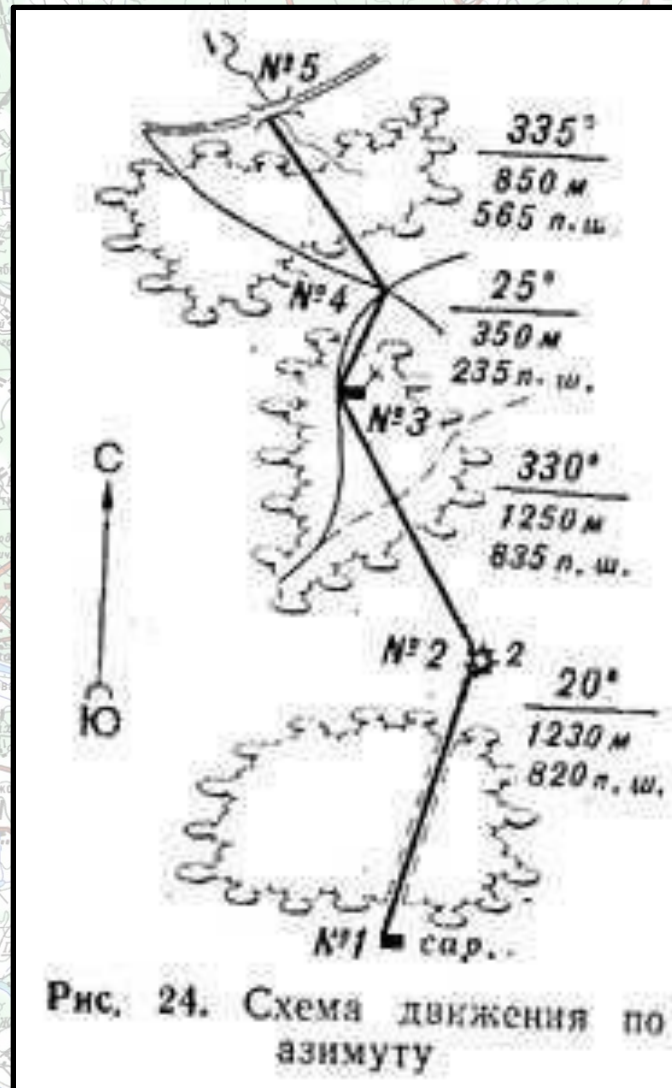 №5
335°
850 м
565 п. ш.
№4
25°
350 м
235 п. ш.
№3
С
330°
1250 м
835 п. ш.
№2 2
Ю
20°
1230 м
820 п. ш.
№1 сар..
Рис. 24. Схема движения по
азимуту